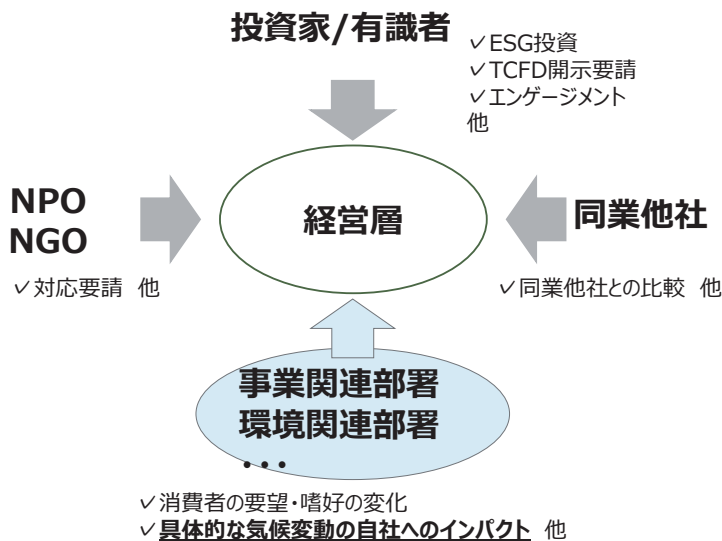 投資家/有識者
✓ESG投資
✓TCFD開示要請
✓エンゲージメント
他
NPO
NGO
✓対応要請 他
経営層
同業他社
✓同業他社との比較 他
事業関連部署
環境関連部署
・・・
✓消費者の要望・嗜好の変化
✓具体的な気候変動の自社へのインパクト 他